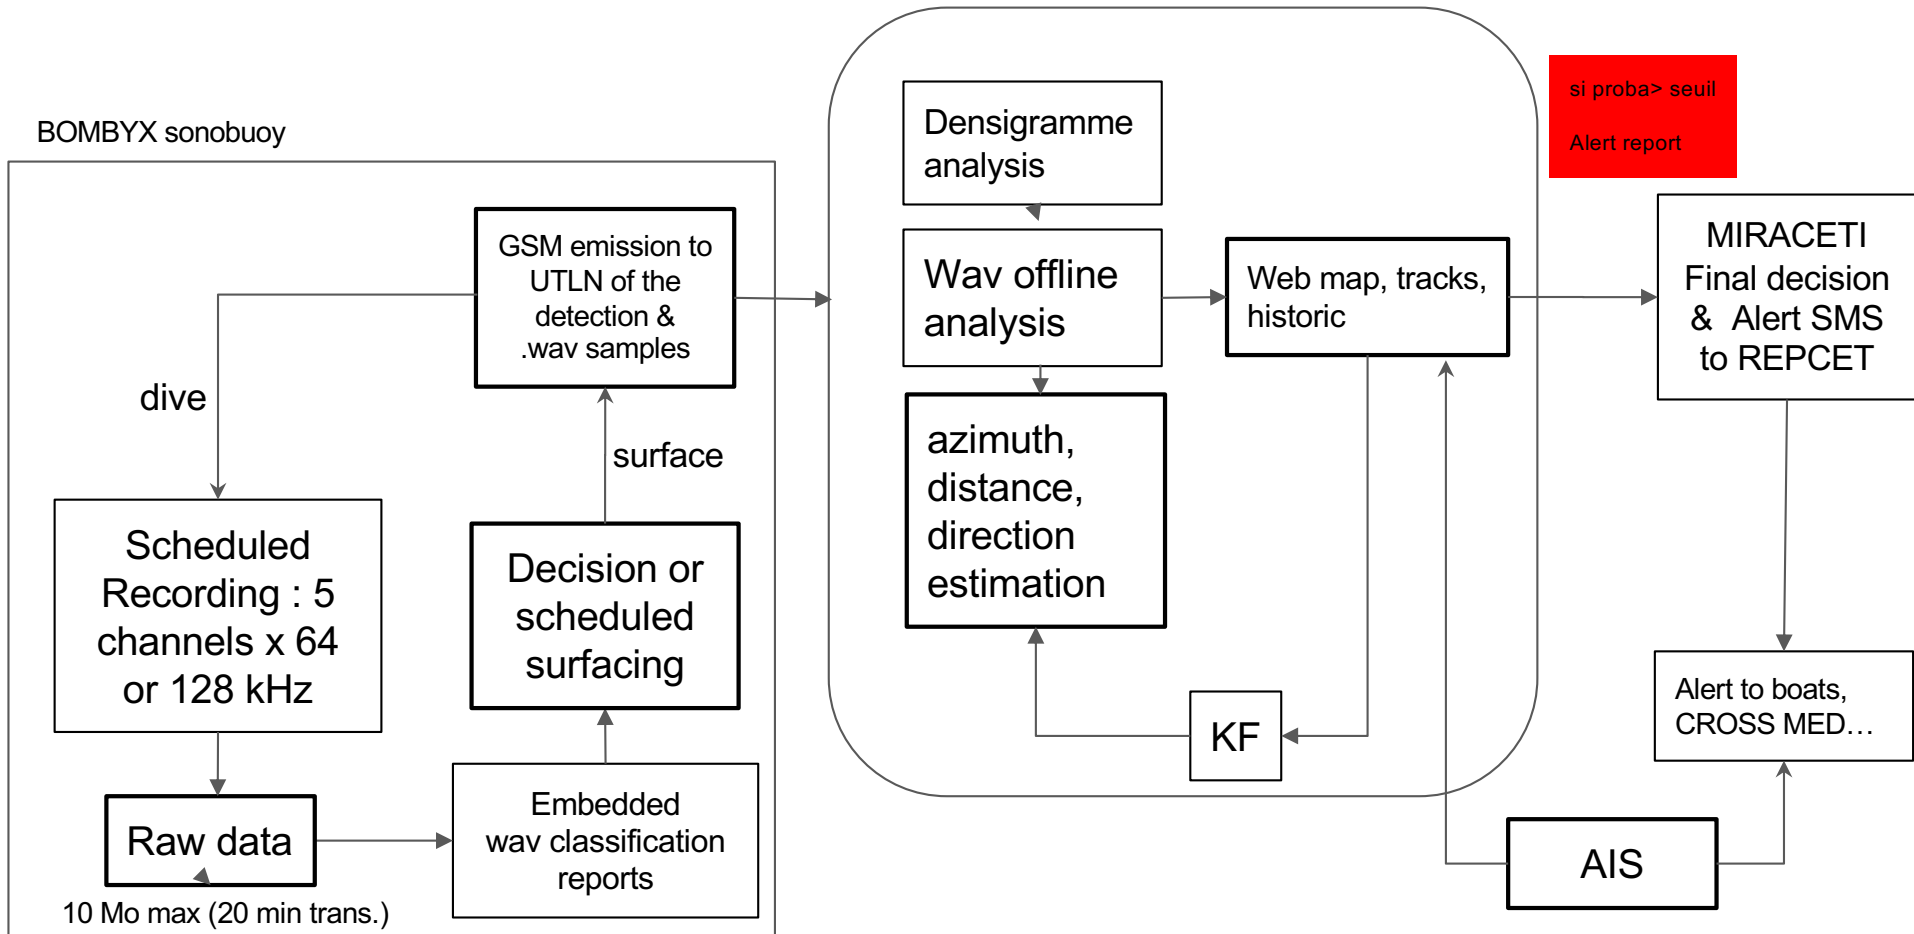 BOMBYX sonobuoy
GSM emission to
UTLN of the
detection &
.wav samples
dive
surface
Scheduled
Recording : 5
channels x 64
or 128 kHz
Decision or
scheduled
surfacing
Raw data
10 Mo max (20 min trans.)
Embedded
wav classification
reports
Densigramme
analysis
Wav offline
analysis
azimuth,
distance,
direction
estimation
Web map, tracks,
historic
KF
si proba> seuil
Alert report
MIRACETI
Final decision
& Alert SMS
to REPCET
Alert to boats,
CROSS MED…
AIS